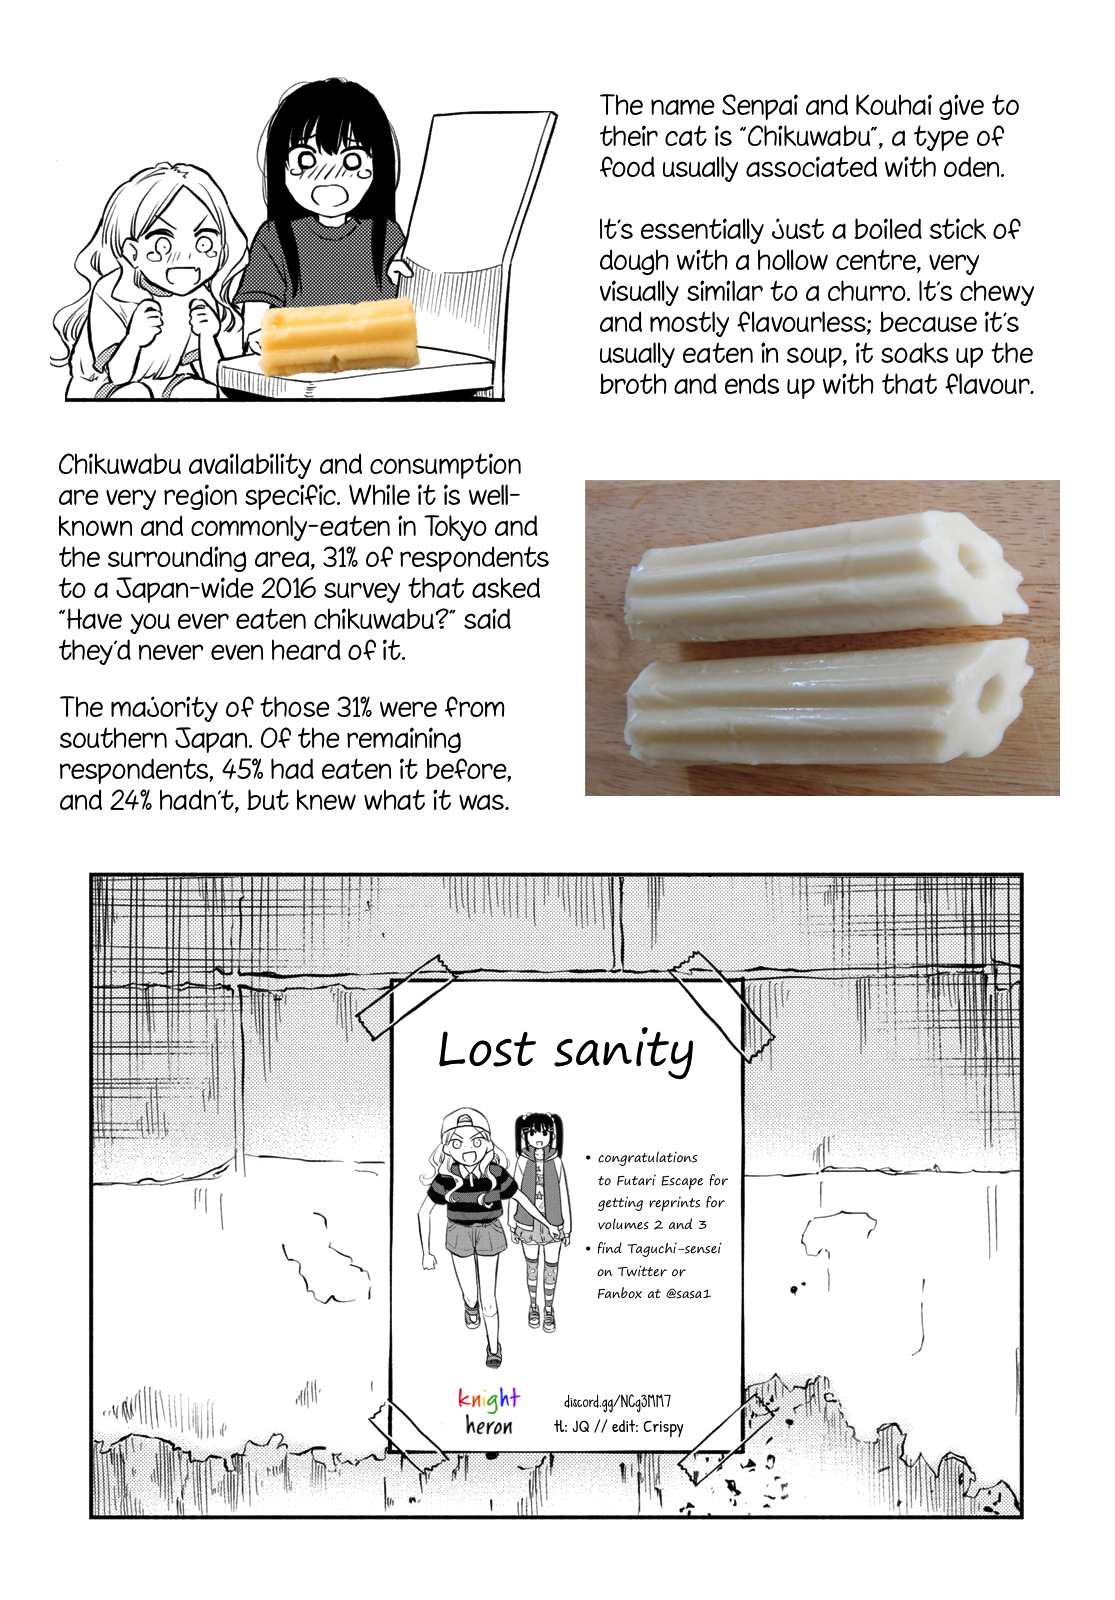 The name Senpai and Kouhai give to
their cat is "Chikuwabu", a type of
food usually associated with oden.
It's essentially just a boiled stick of
dough with a hollow centre, very
visually similar to a churro. It's chewy
and mostly flavourless; because it's
usually eaten in soup, it soaks up the
broth and ends up with that flavour.
Chikuwabu availability and consumption
are very region specific. While it is well-
known and commonly-eaten in Tokyo and
the surrounding area, 31% of respondents
to a Japan-wide 2016 survey that asked
"Have you ever eaten chikuwabu?" said
they'd never even heard of it.
The majority of those 31% were from
southern Japan. Of the remaining
respondents, 45% had eaten it before,
and 24% hadn't, but knew what it was.
Lost sanity
• congratulations
to Futari Escape for
getting reprints for
volumes 2 and 3
• find Taguchi-sensei
on Twitter or
Fanbox at @sasa1
knight
heron
discord.gg/NCg3MM7
tl: JQ // edit: Crispy